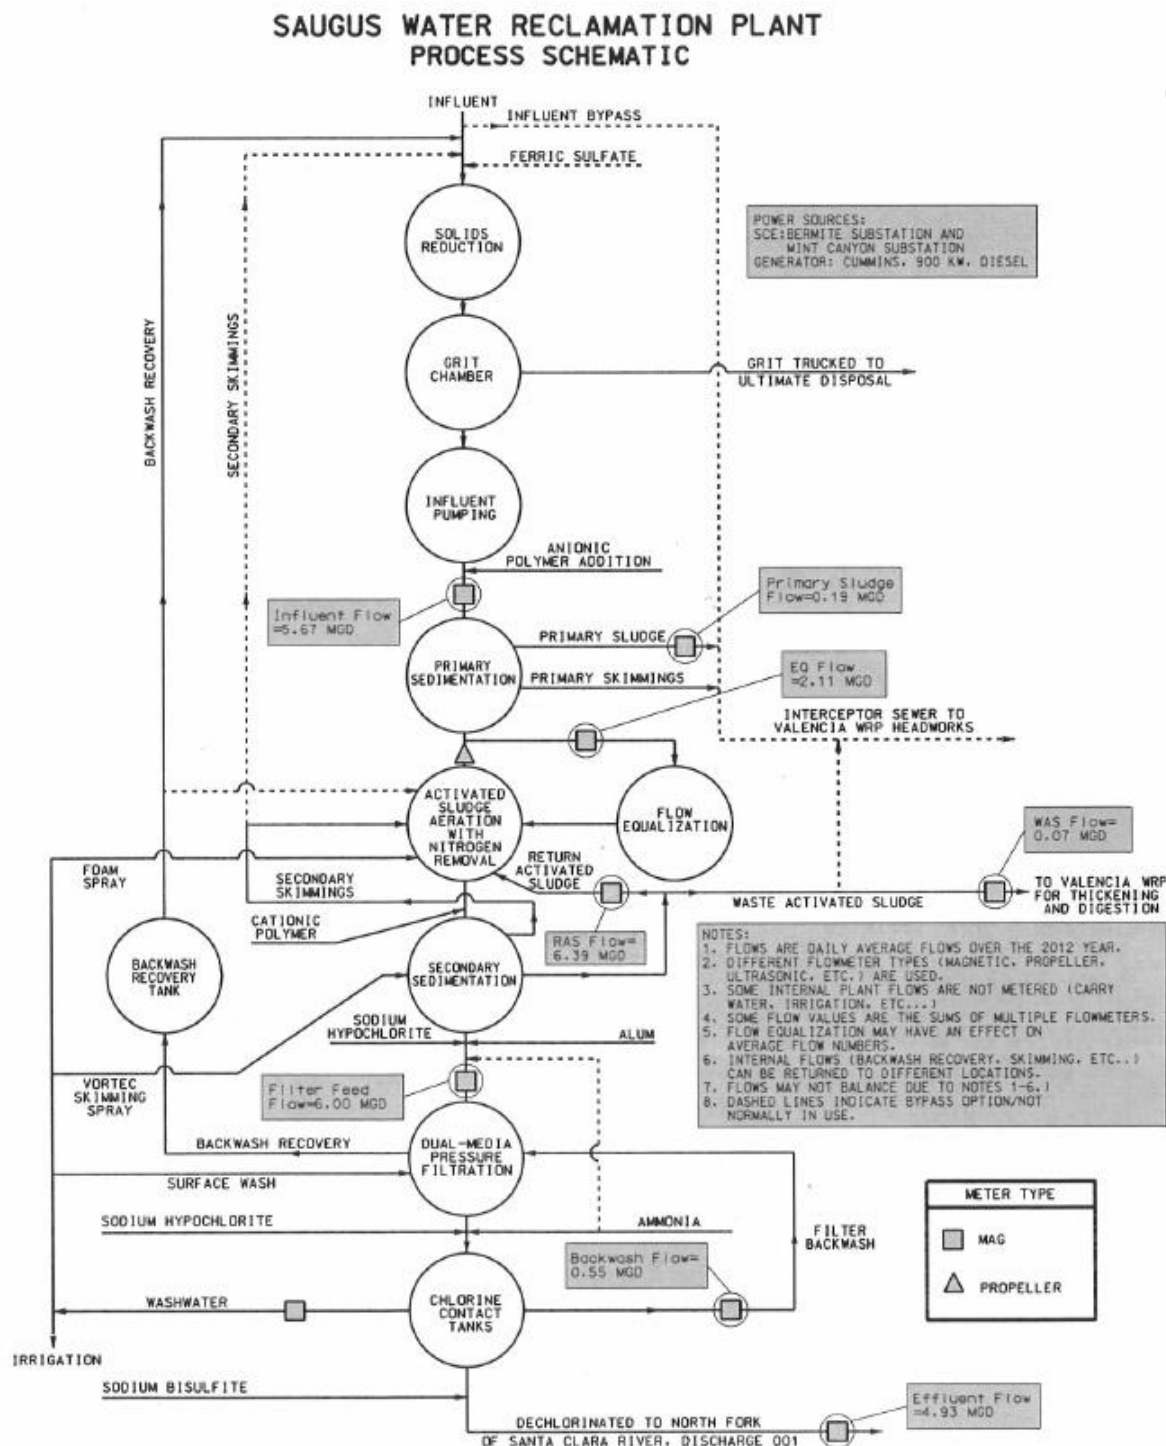 SAUGUS WATER RECLAMATION PLANT
PROCESS SCHEMATIC
INFLUENT
INFLUENT BYPASS
FERRIC SULFATE
SOLIDS
REDUCTION
POWER SOURCES:
SCE:BERMITE SUBSTATION AND
MINT CANYON SUBSTATION
GENERATOR: CUMMINS. 900 KW. DIESEL
BACKWASH RECOVERY
SECONDARY SKIMMINGS
GRIT
CHAMBER
GRIT TRUCKED TO
ULTIMATE DISPOSAL
INFLUENT
PUMPING
ANIONIC
POLYMER ADDITION
Influent Flow
=5.67 MGD
Primary Sludge
Flow=0.19 MGD
PRIMARY SLUDGE
PRIMARY
SEDIMENTATION
PRIMARY SKIMMINGS
EQ Flow
=2.11 MGD
INTERCEPTOR SEWER TO
VALENCIA WRP HEADWORKS
ACTIVATED
SLUDGE
AERATION
WITH
NITROGEN
REMOVAL
FLOW
EQUALIZATION
WAS Flow=
0.07 MGD
FOAM
SPRAY
SECONDARY
SKIMMINGS
RETURN
ACTIVATED
SLUDGE
WASTE ACTIVATED SLUDGE
TO VALENCIA WRP
FOR THICKENING
AND DIGESTION
CATIONIC
POLYMER
RAS Flow=
6.39 MGD
BACKWASH
RECOVERY
TANK
SECONDARY
SEDIMENTATION
NOTES:
1. FLOWS ARE DAILY AVERAGE FLOWS OVER THE 2012 YEAR.
2. DIFFERENT FLOWMETER TYPES (MAGNETIC. PROPELLER.
ULTRASONIC. ETC.) ARE USED.
3. SOME INTERNAL PLANT FLOWS ARE NOT METERED (CARRY
WATER. IRRIGATION. ETC...)
4. SOME FLOW VALUES ARE THE SUMS OF MULTIPLE FLOWMETERS.
5. FLOW EQUALIZATION MAY HAVE AN EFFECT ON
AVERAGE FLOW NUMBERS.
6. INTERNAL FLOWS (BACKWASH RECOVERY. SKIMMING. ETC..)
CAN BE RETURNED TO DIFFERENT LOCATIONS.
7. FLOWS MAY NOT BALANCE DUE TO NOTES 1-6.)
8. DASHED LINES INDICATE BYPASS OPTION/NOT
NORMALLY IN USE.
SODIUM
HYPOCHLORITE
ALUM
VORTEC
SKIMMING
SPRAY
Filter Feed
Flow=6.00 MGD
BACKWASH RECOVERY
DUAL-MEDIA
PRESSURE
FILTRATION
SURFACE WASH
SODIUM HYPOCHLORITE
AMMONIA
FILTER
BACKWASH
METER TYPE
MAG
PROPELLER
Backwash Flow=
0.55 MGD
WASHWATER
CHLORINE
CONTACT
TANKS
IRRIGATION
SODIUM BISULFITE
Effluent Flow
=4.93 MGD
DECHLORINATED TO NORTH FORK
OF SANTA CLARA RIVER. DISCHARGE 001